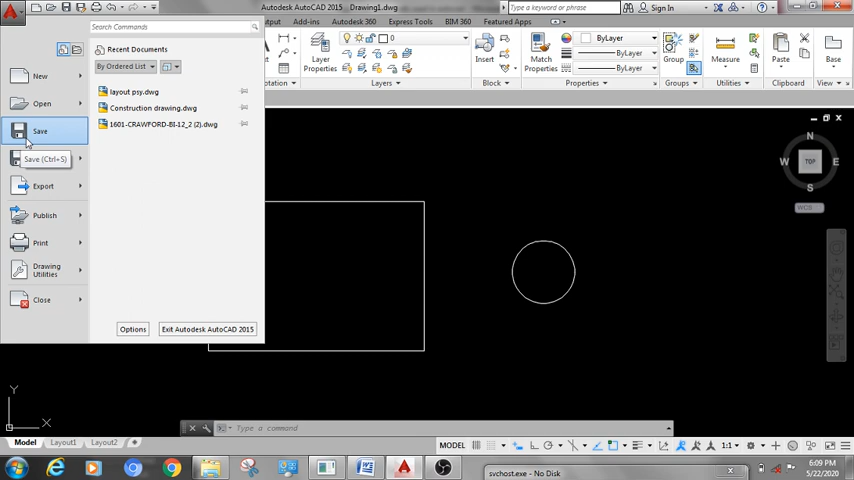 Autodesk AutoCAD 2015 Drawing1.dwg
Type a keyword or phrase
Sign In
Search Commands
Add-ins Autodesk 360 Express Tools BIM 360 Featured Apps
Recent Documents
By Ordered List
New
Open
Save
Save (Ctrl+S)
Export
Publish
Print
Drawing
Utilities
Close
layout psy.dwg
Construction drawing.dwg
1601-CRAWFORD-BI-12_2 (2).dwg
Options
Exit Autodesk AutoCAD 2015
Insert
Layer
Properties
0
Match
Properties
ByLayer
ByLayer
ByLayer
Group
Measure
Paste
Base
Layers
Block
Properties
Groups
Utilities
Clipboard
N
W TOP E
S
WCS
Y
X
Type a command
Model Layout1 Layout2
MODEL
1:1
svchost.exe - No Disk
6:09 PM
5/22/2020